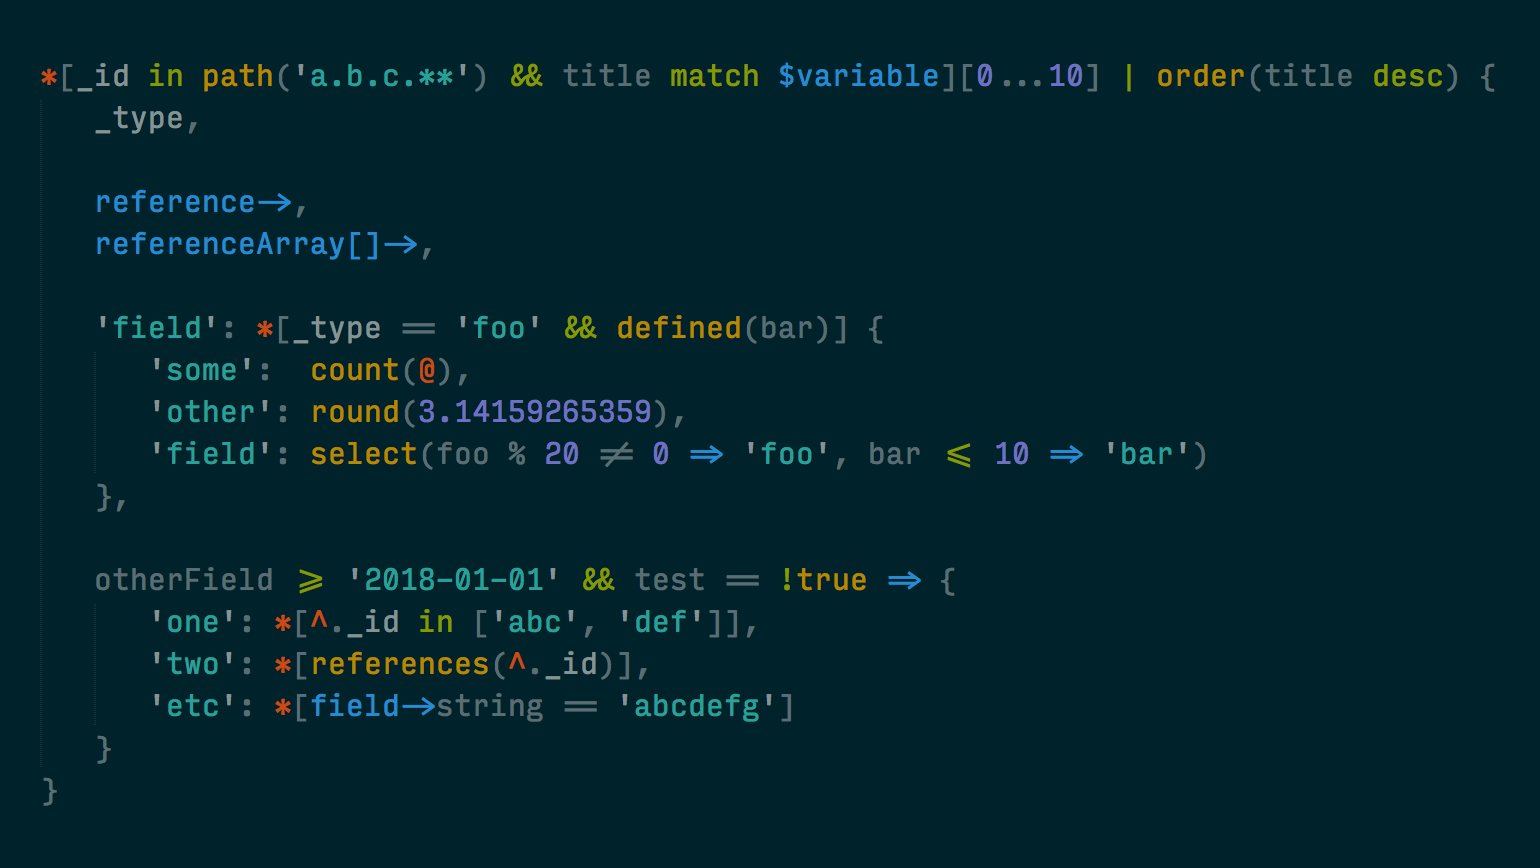 *[_id in path('a.b.c.**') && title match $variable][0...10] | order(title desc) {
_type,
reference->,
referenceArray[]->,
'field': *[_type == 'foo' && defined(bar)] {
'some':  count(@),
'other': round(3.14159265359),
'field': select(foo % 20 != 0 => 'foo', bar <= 10 => 'bar')
},
otherField >= '2018-01-01' && test == !true => {
'one': *[^._id in ['abc', 'def']],
'two': *[references(^._id)],
'etc': *[field->string == 'abcdefg']
}
}